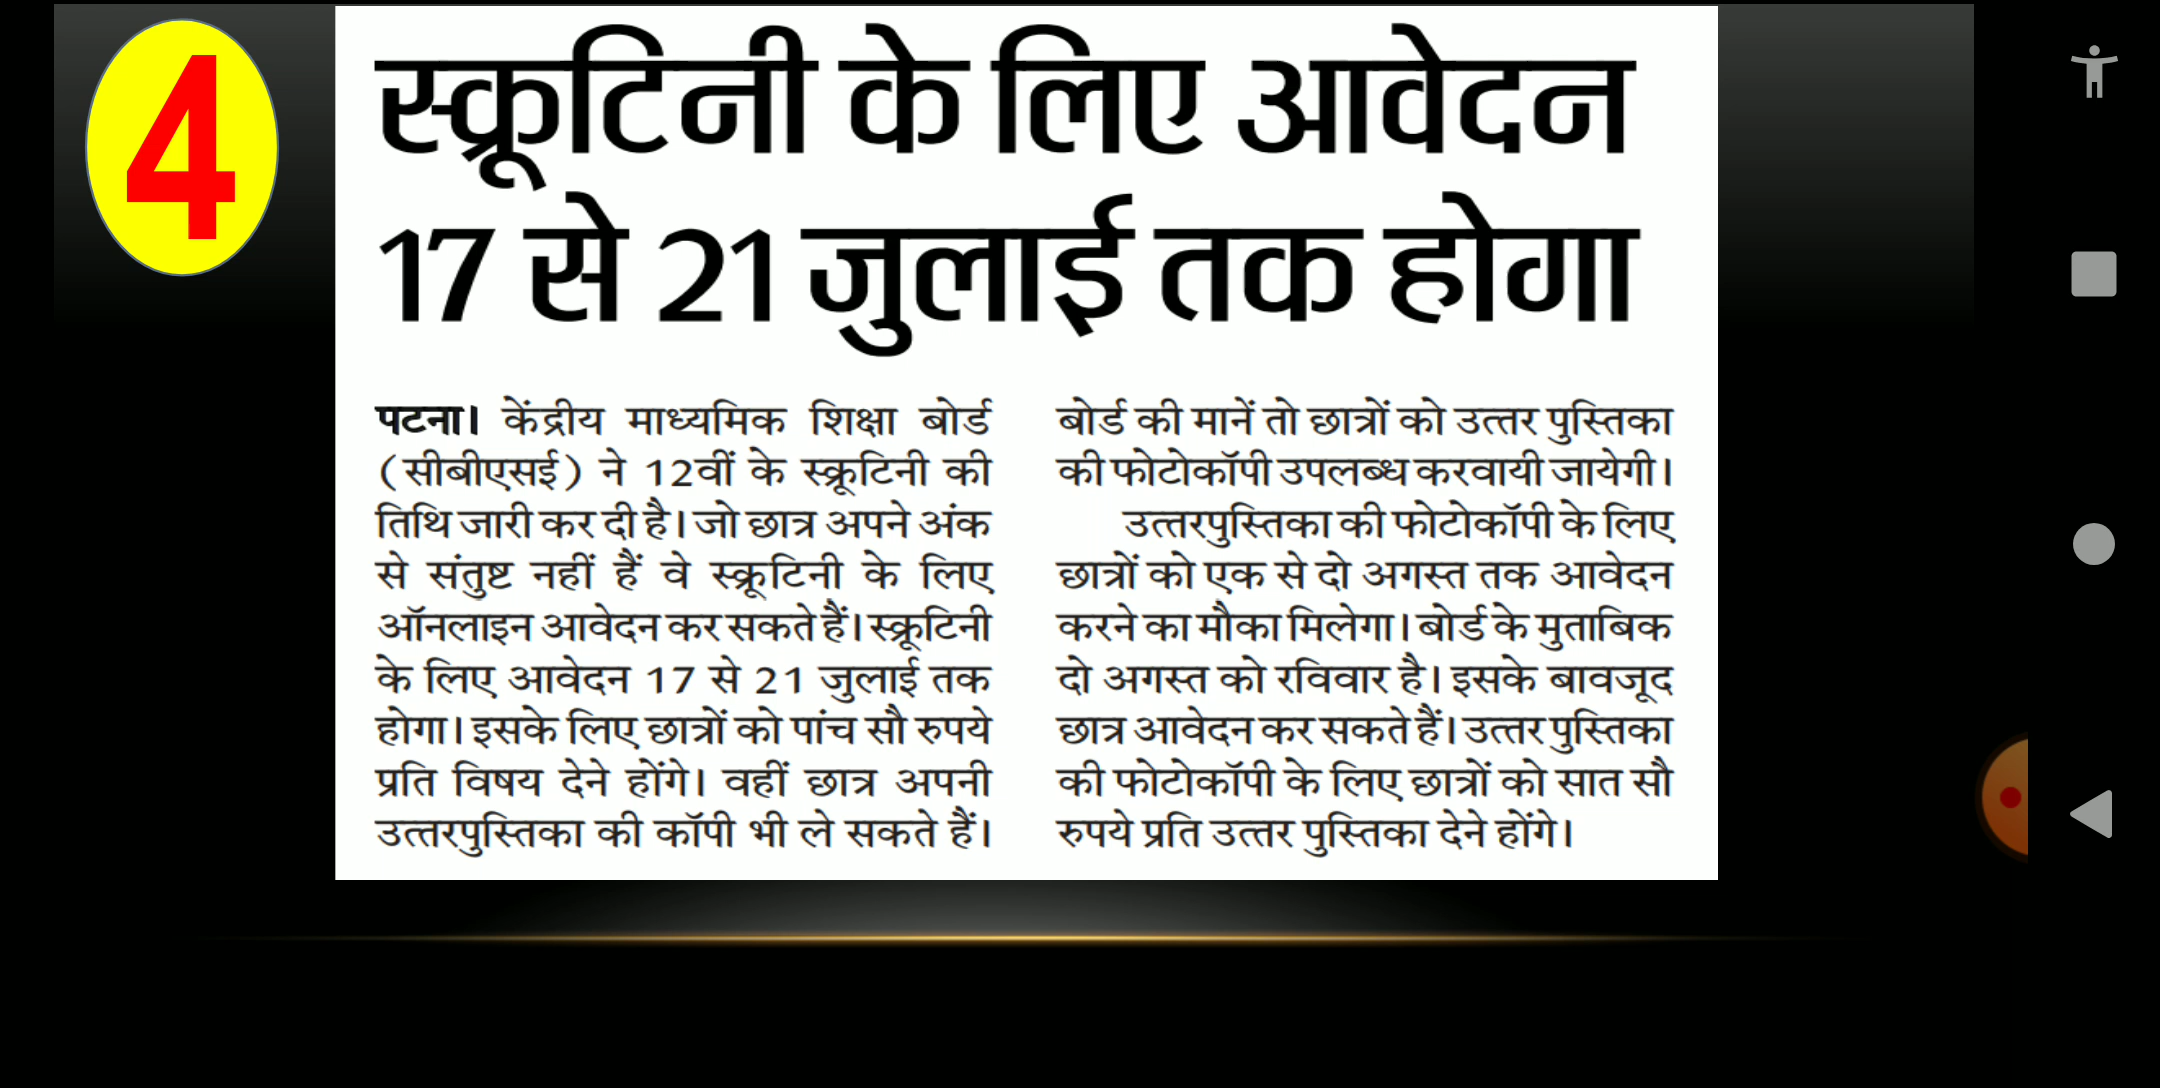 4
स्क्रूटिनी के लिए आवेदन
17 से 21 जुलाई तक होगा
पटना। केंद्रीय माध्यमिक शिक्षा बोर्ड
(सीबीएसई) ने 12वीं के स्क्रूटिनी की
तिथि जारी कर दी है। जो छात्र अपने अंक
से संतुष्ट नहीं हैं वे स्क्रूटिनी के लिए
ऑनलाइन आवेदन कर सकते हैं। स्क्रूटिनी
के लिए आवेदन 17 से 21 जुलाई तक
होगा। इसके लिए छात्रों को पांच सौ रुपये
प्रति विषय देने होंगे। वहीं छात्र अपनी
उत्तरपुस्तिका की कॉपी भी ले सकते हैं।
बोर्ड की मानें तो छात्रों को उत्तर पुस्तिका
की फोटोकॉपी उपलब्ध करवायी जायेगी।
उत्तरपुस्तिका की फोटोकॉपी के लिए
छात्रों को एक से दो अगस्त तक आवेदन
करने का मौका मिलेगा। बोर्ड के मुताबिक
दो अगस्त को रविवार है। इसके बावजूद
छात्र आवेदन कर सकते हैं। उत्तर पुस्तिका
की फोटोकॉपी के लिए छात्रों को सात सौ
रुपये प्रति उत्तर पुस्तिका देने होंगे।